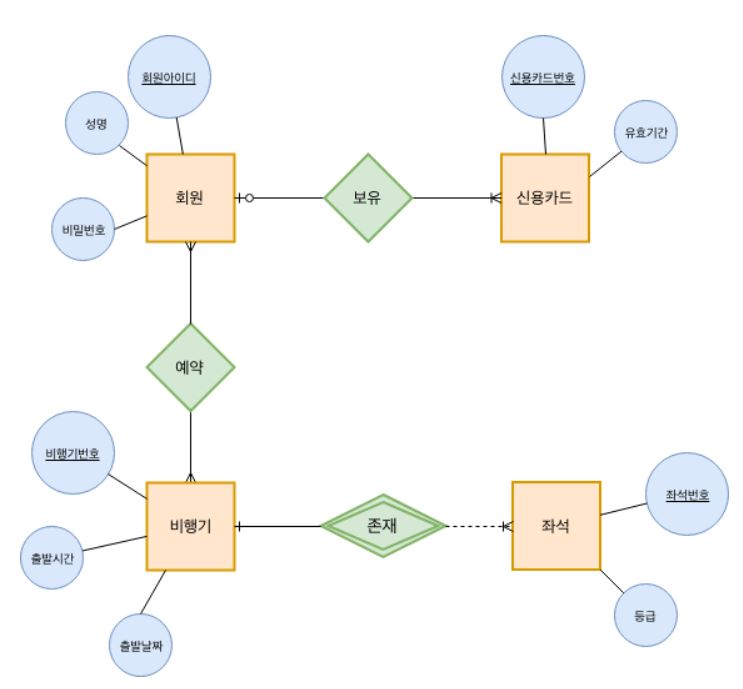 회원아이디
신용카드번호
성명
유효기간
회원
보유
신용카드
비밀번호
예약
비행기번호
좌석번호
비행기
존재
좌석
출발시간
등급
출발날짜